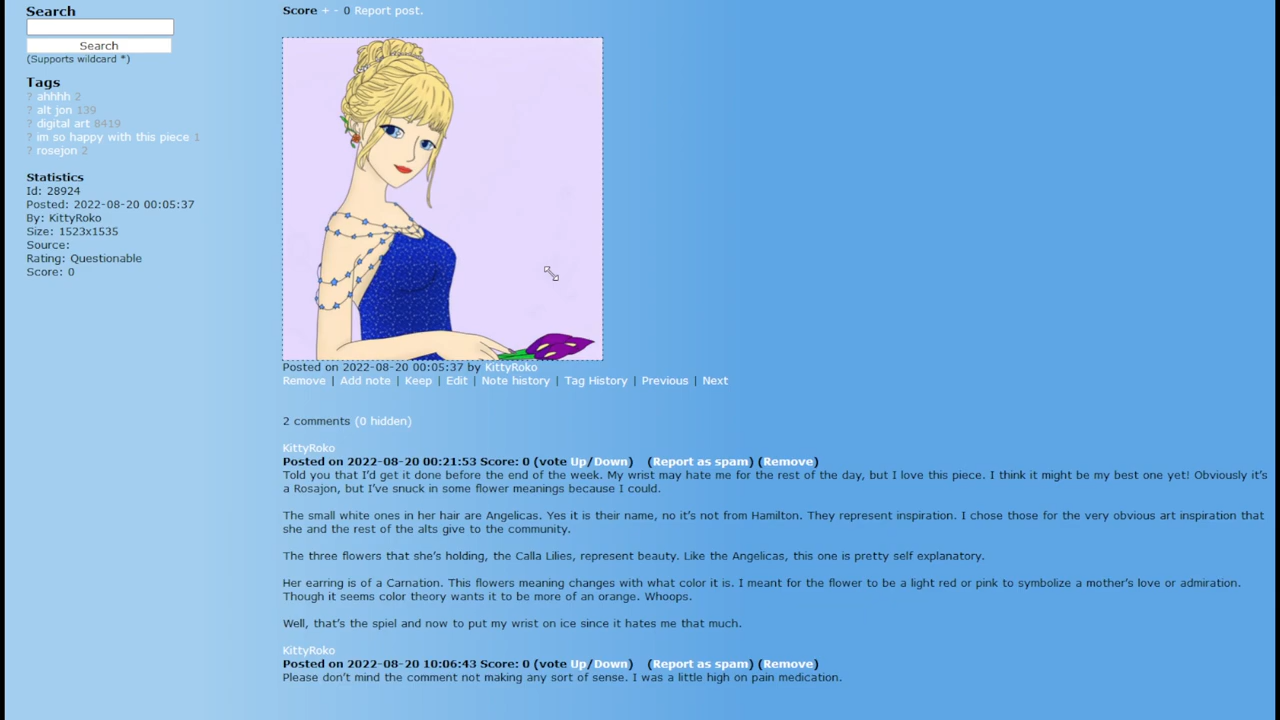 Search
Search
(Supports wildcard *)
Tags
? ahhhh 2
? alt jon 139
? digital art 8419
? im so happy with this piece 1
? rosejon 2
Statistics
Id: 28924
Posted: 2022-08-20 00:05:37
By: KittyRoko
Size: 1523x1535
Source:
Rating: Questionable
Score: 0
Score + - 0 Report post.
Posted on 2022-08-20 00:05:37 by KittyRoko
Remove | Add note | Keep | Edit | Note history | Tag History | Previous | Next
2 comments (0 hidden)
KittyRoko
Posted on 2022-08-20 00:21:53 Score: 0 (vote Up/Down) (Report as spam) (Remove)
Told you that I’d get it done before the end of the week. My wrist may hate me for the rest of the day, but I love this piece. I think it might be my best one yet! Obviously it’s
a Rosajon, but I’ve snuck in some flower meanings because I could.
The small white ones in her hair are Angelicas. Yes it is their name, no it’s not from Hamilton. They represent inspiration. I chose those for the very obvious art inspiration that
she and the rest of the alts give to the community.
The three flowers that she’s holding, the Calla Lilies, represent beauty. Like the Angelicas, this one is pretty self explanatory.
Her earring is of a Carnation. This flowers meaning changes with what color it is. I meant for the flower to be a light red or pink to symbolize a mother’s love or admiration.
Though it seems color theory wants it to be more of an orange. Whoops.
Well, that’s the spiel and now to put my wrist on ice since it hates me that much.
KittyRoko
Posted on 2022-08-20 10:06:43 Score: 0 (vote Up/Down) (Report as spam) (Remove)
Please don’t mind the comment not making any sort of sense. I was a little high on pain medication.